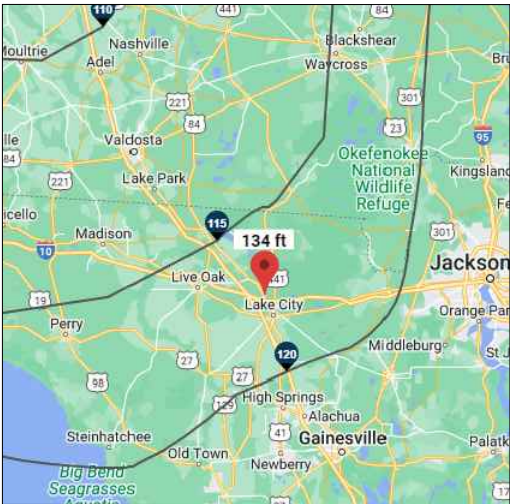 110
441
84
Moultrie
Nashville
Blackshear
Adel
Waycross
Bru
221
84
301
23
95
lle
84
Valdosta
Okefenokee
National
Wildlife
Refuge
221
Lake Park
Kingsland
icello
115
Fe
Madison
134 ft
301
10
Jackson
Live Oak
441
19
Lake City
Orange Par
Perry
120
Middleburg
St J
27
98
27
129
High Springs
Alachua
Steinhatchee
41
Gainesville
Old Town
Newberry
Palatk
Big Bend
Seagrasses
Aquatic